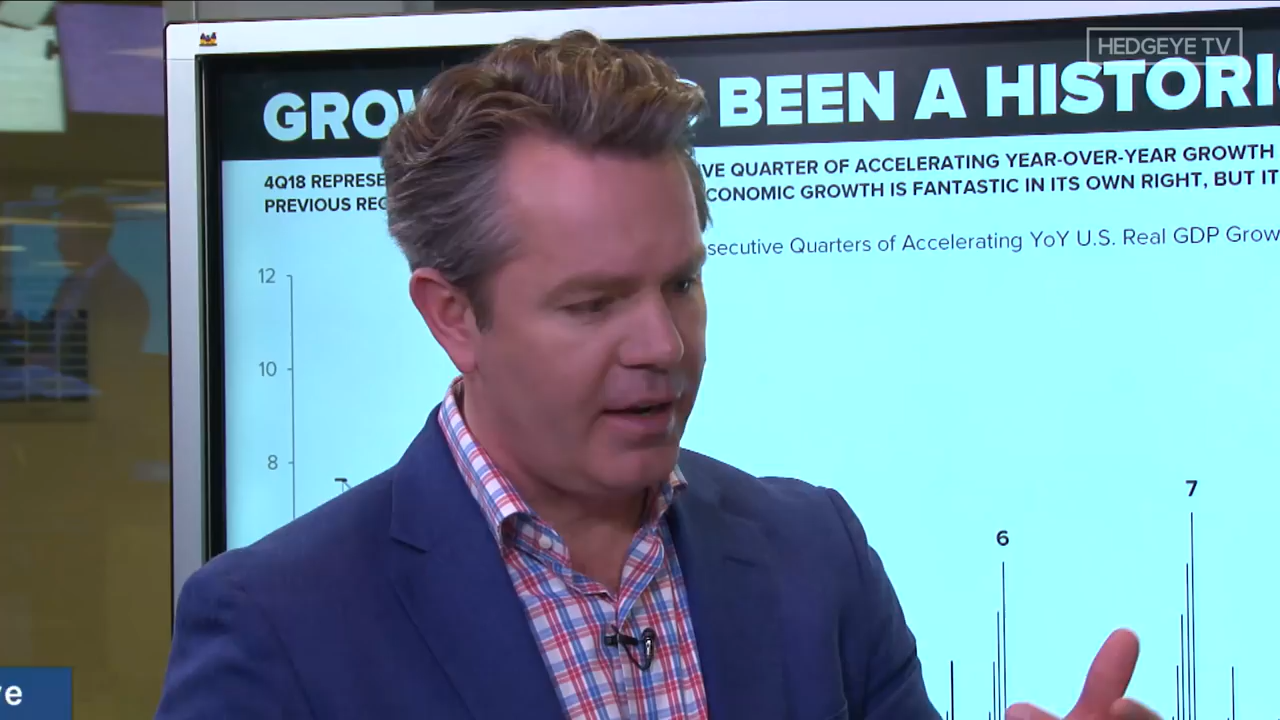 HEDGEYE TV
GRO BEEN A HISTORI
4Q18 REPRESE VE QUARTER OF ACCELERATING YEAR-OVER-YEAR GROWTH
PREVIOUS REC CONOMIC GROWTH IS FANTASTIC IN ITS OWN RIGHT, BUT IT
secutive Quarters of Accelerating YoY U.S. Real GDP Grow
12
10
8
7
6
ve